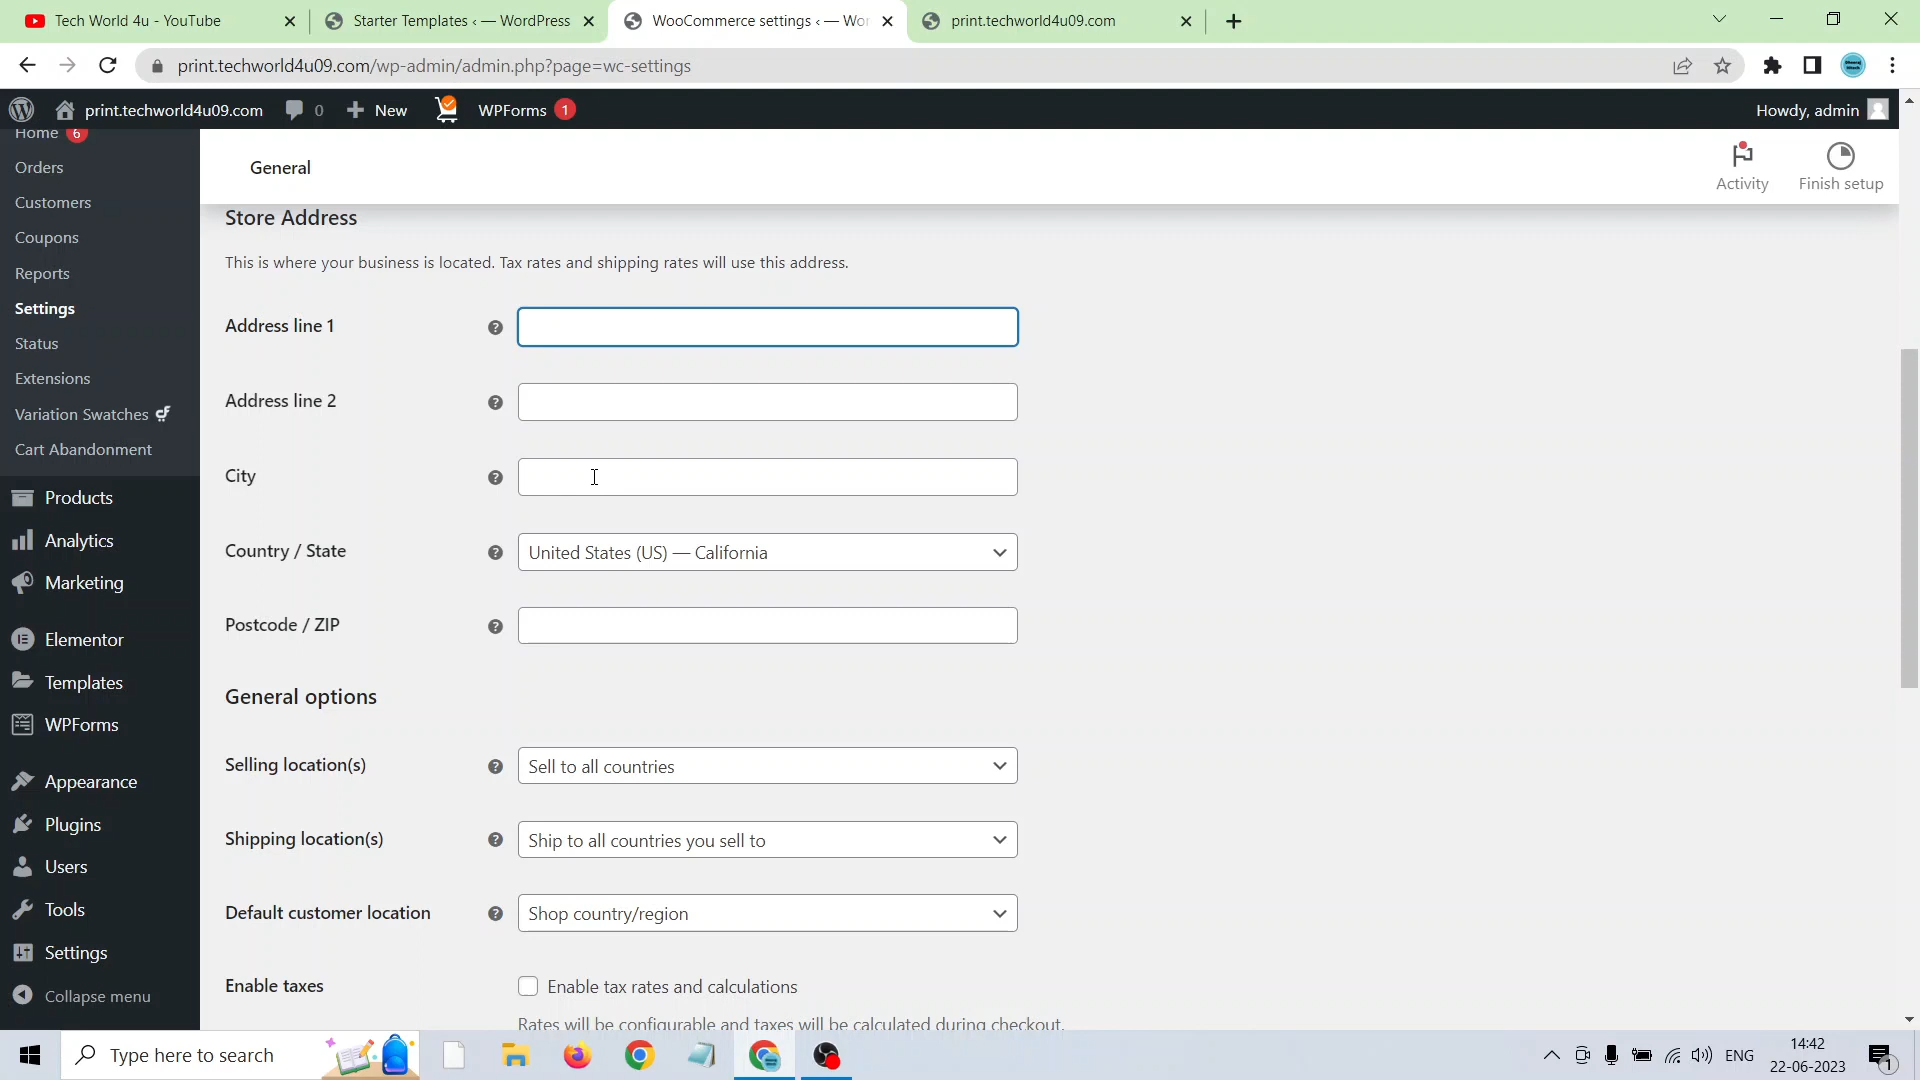 Tech World 4u - YouTube
Starter Templates ‹ — WordPress
WooCommerce settings ‹ — Wor
print.techworld4u09.com
print.techworld4u09.com/wp-admin/admin.php?page=wc-settings
print.techworld4u09.com
0
New
WPForms 1
Howdy, admin
Home 6
Orders
Customers
Coupons
Reports
Settings
Status
Extensions
Variation Swatches
Cart Abandonment
Products
Analytics
Marketing
Elementor
Templates
WPForms
Appearance
Plugins
Users
Tools
Settings
Collapse menu
General
Activity
Finish setup
Store Address
This is where your business is located. Tax rates and shipping rates will use this address.
Address line 1
Address line 2
City
Country / State
United States (US) — California
Postcode / ZIP
General options
Selling location(s)
Sell to all countries
Shipping location(s)
Ship to all countries you sell to
Default customer location
Shop country/region
Enable taxes
Enable tax rates and calculations
Rates will be configurable and taxes will be calculated during checkout.
Type here to search
ENG
14:42
22-06-2023
1